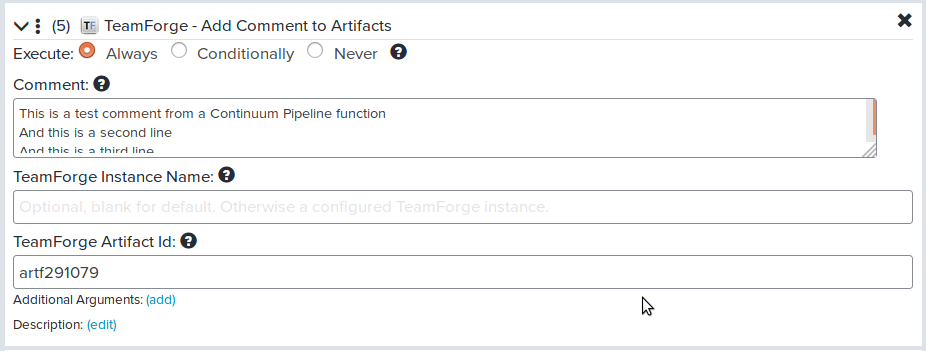 (5) TF TeamForge - Add Comment to Artifacts
Execute: Always Conditionally Never ?
Comment: ?
This is a test comment from a Continuum Pipeline function
And this is a second line
And this is a third line
TeamForge Instance Name: ?
Optional, blank for default. Otherwise a configured TeamForge instance.
TeamForge Artifact Id: ?
artf291079
Additional Arguments: (add)
Description: (edit)